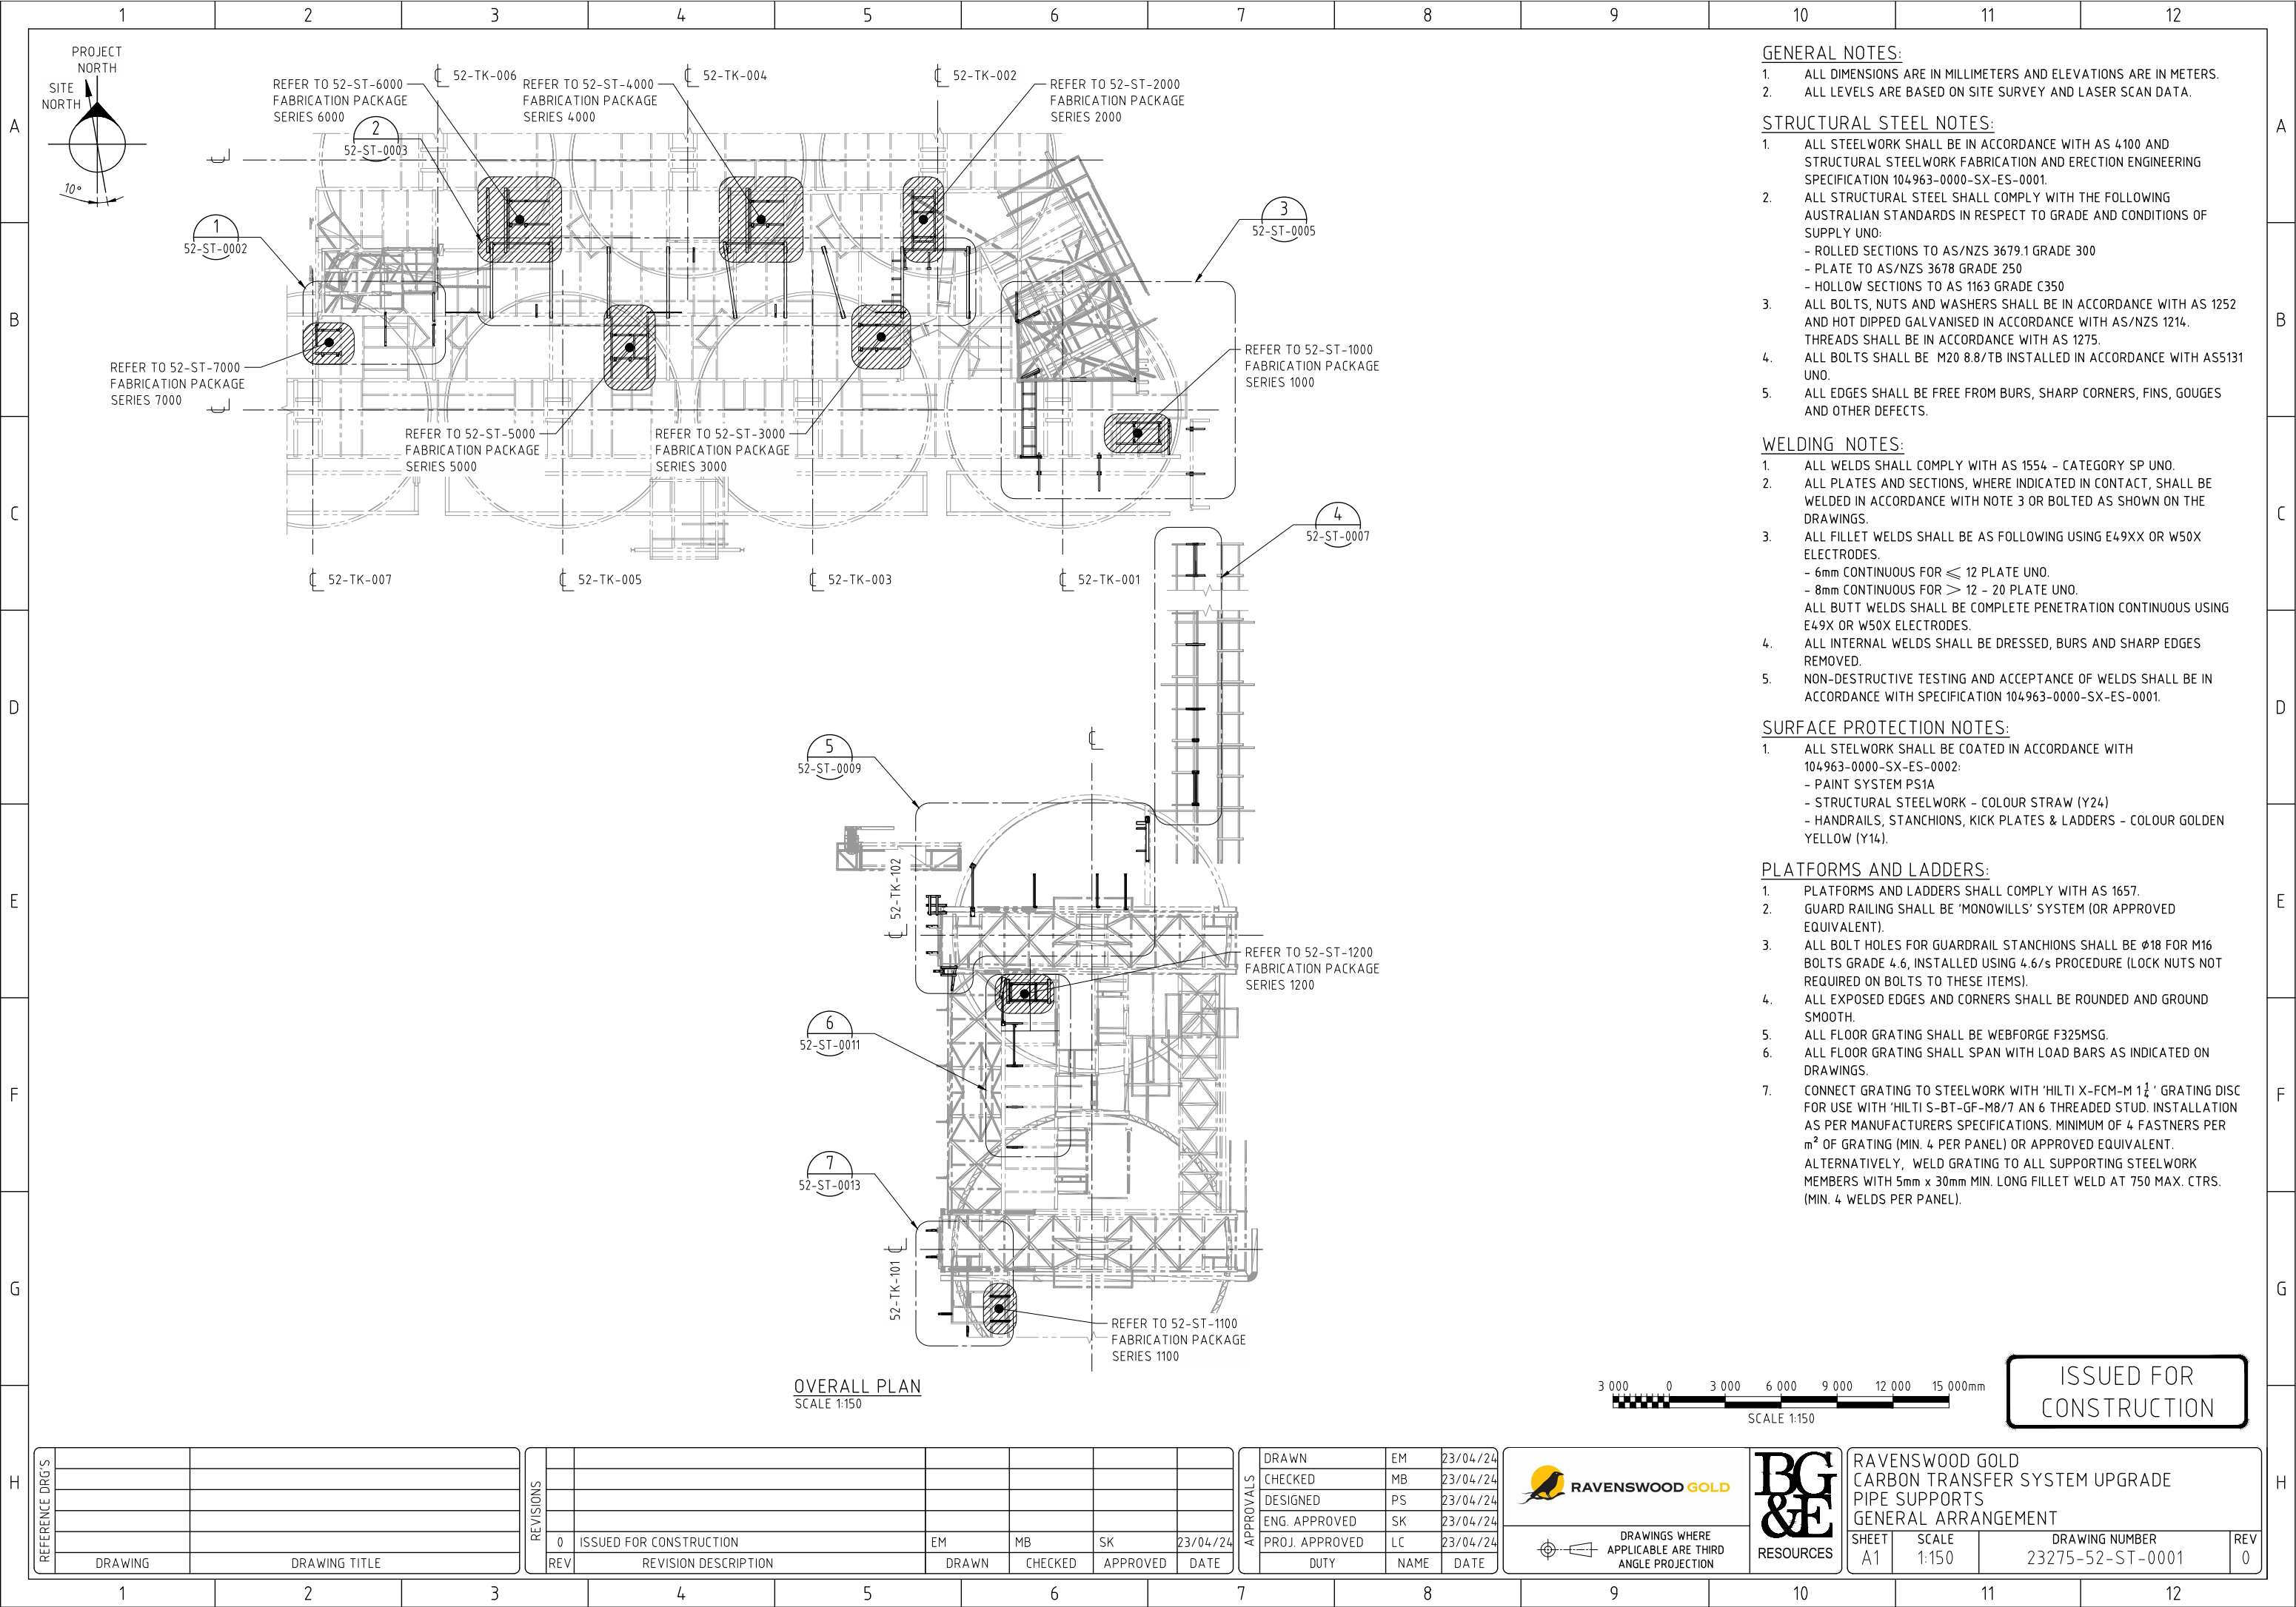 1 2 3 4 5 6 7 8 9 10 11 12
A
B
C
D
E
F
G
H
PROJECT
NORTH
SITE
NORTH
10°
REFER TO 52-ST-6000
FABRICATION PACKAGE
SERIES 6000
52-TK-006
REFER TO 52-ST-4000
FABRICATION PACKAGE
SERIES 4000
52-TK-004
52-TK-002
REFER TO 52-ST-2000
FABRICATION PACKAGE
SERIES 2000
2
52-ST-0003
1
52-ST-0002
3
52-ST-0005
REFER TO 52-ST-7000
FABRICATION PACKAGE
SERIES 7000
REFER TO 52-ST-1000
FABRICATION PACKAGE
SERIES 1000
REFER TO 52-ST-5000
FABRICATION PACKAGE
SERIES 5000
REFER TO 52-ST-3000
FABRICATION PACKAGE
SERIES 3000
4
52-ST-0007
52-TK-007
52-TK-005
52-TK-003
52-TK-001
5
52-ST-0009
52-TK-102
REFER TO 52-ST-1200
FABRICATION PACKAGE
SERIES 1200
6
52-ST-0011
7
52-ST-0013
52-TK-101
REFER TO 52-ST-1100
FABRICATION PACKAGE
SERIES 1100
OVERALL PLAN
SCALE 1:150
GENERAL NOTES:
1. ALL DIMENSIONS ARE IN MILLIMETERS AND ELEVATIONS ARE IN METERS.
2. ALL LEVELS ARE BASED ON SITE SURVEY AND LASER SCAN DATA.
STRUCTURAL STEEL NOTES:
1. ALL STEELWORK SHALL BE IN ACCORDANCE WITH AS 4100 AND
STRUCTURAL STEELWORK FABRICATION AND ERECTION ENGINEERING
SPECIFICATION 104963-0000-SX-ES-0001.
2. ALL STRUCTURAL STEEL SHALL COMPLY WITH THE FOLLOWING
AUSTRALIAN STANDARDS IN RESPECT TO GRADE AND CONDITIONS OF
SUPPLY UNO:
- ROLLED SECTIONS TO AS/NZS 3679.1 GRADE 300
- PLATE TO AS/NZS 3678 GRADE 250
- HOLLOW SECTIONS TO AS 1163 GRADE C350
3. ALL BOLTS, NUTS AND WASHERS SHALL BE IN ACCORDANCE WITH AS 1252
AND HOT DIPPED GALVANISED IN ACCORDANCE WITH AS/NZS 1214.
THREADS SHALL BE IN ACCORDANCE WITH AS 1275.
4. ALL BOLTS SHALL BE M20 8.8/TB INSTALLED IN ACCORDANCE WITH AS5131
UNO.
5. ALL EDGES SHALL BE FREE FROM BURS, SHARP CORNERS, FINS, GOUGES
AND OTHER DEFECTS.
WELDING NOTES:
1. ALL WELDS SHALL COMPLY WITH AS 1554 - CATEGORY SP UNO.
2. ALL PLATES AND SECTIONS, WHERE INDICATED IN CONTACT, SHALL BE
WELDED IN ACCORDANCE WITH NOTE 3 OR BOLTED AS SHOWN ON THE
DRAWINGS.
3. ALL FILLET WELDS SHALL BE AS FOLLOWING USING E49XX OR W50X
ELECTRODES.
- 6mm CONTINUOUS FOR ⩽ 12 PLATE UNO.
- 8mm CONTINUOUS FOR > 12 - 20 PLATE UNO.
ALL BUTT WELDS SHALL BE COMPLETE PENETRATION CONTINUOUS USING
E49X OR W50X ELECTRODES.
4. ALL INTERNAL WELDS SHALL BE DRESSED, BURS AND SHARP EDGES
REMOVED.
5. NON-DESTRUCTIVE TESTING AND ACCEPTANCE OF WELDS SHALL BE IN
ACCORDANCE WITH SPECIFICATION 104963-0000-SX-ES-0001.
SURFACE PROTECTION NOTES:
1. ALL STELWORK SHALL BE COATED IN ACCORDANCE WITH
104963-0000-SX-ES-0002:
- PAINT SYSTEM PS1A
- STRUCTURAL STEELWORK - COLOUR STRAW (Y24)
- HANDRAILS, STANCHIONS, KICK PLATES & LADDERS - COLOUR GOLDEN
YELLOW (Y14).
PLATFORMS AND LADDERS:
1. PLATFORMS AND LADDERS SHALL COMPLY WITH AS 1657.
2. GUARD RAILING SHALL BE 'MONOWILLS' SYSTEM (OR APPROVED
EQUIVALENT).
3. ALL BOLT HOLES FOR GUARDRAIL STANCHIONS SHALL BE Ø18 FOR M16
BOLTS GRADE 4.6, INSTALLED USING 4.6/s PROCEDURE (LOCK NUTS NOT
REQUIRED ON BOLTS TO THESE ITEMS).
4. ALL EXPOSED EDGES AND CORNERS SHALL BE ROUNDED AND GROUND
SMOOTH.
5. ALL FLOOR GRATING SHALL BE WEBFORGE F325MSG.
6. ALL FLOOR GRATING SHALL SPAN WITH LOAD BARS AS INDICATED ON
DRAWINGS.
7. CONNECT GRATING TO STEELWORK WITH 'HILTI X-FCM-M 1¼' GRATING DISC
FOR USE WITH 'HILTI S-BT-GF-M8/7 AN 6 THREADED STUD. INSTALLATION
AS PER MANUFACTURERS SPECIFICATIONS. MINIMUM OF 4 FASTNERS PER
m² OF GRATING (MIN. 4 PER PANEL) OR APPROVED EQUIVALENT.
ALTERNATIVELY, WELD GRATING TO ALL SUPPORTING STEELWORK
MEMBERS WITH 5mm x 30mm MIN. LONG FILLET WELD AT 750 MAX. CTRS.
(MIN. 4 WELDS PER PANEL).
3 000 0 3 000 6 000 9 000 12 000 15 000mm
SCALE 1:150
ISSUED FOR
CONSTRUCTION
REFERENCE DRG'S
DRAWING DRAWING TITLE
REVISIONS
0 ISSUED FOR CONSTRUCTION EM MB SK 23/04/24
REV REVISION DESCRIPTION DRAWN CHECKED APPROVED DATE
APPROVALS
DRAWN EM 23/04/24
CHECKED MB 23/04/24
DESIGNED PS 23/04/24
ENG. APPROVED SK 23/04/24
PROJ. APPROVED LC 23/04/24
DUTY NAME DATE
RAVENSWOOD GOLD
DRAWINGS WHERE
APPLICABLE ARE THIRD
ANGLE PROJECTION
BG
&E
RESOURCES
RAVENSWOOD GOLD
CARBON TRANSFER SYSTEM UPGRADE
PIPE SUPPORTS
GENERAL ARRANGEMENT
SHEET SCALE DRAWING NUMBER REV
A1 1:150 23275-52-ST-0001 0
A
B
C
D
E
F
G
H
1 2 3 4 5 6 7 8 9 10 11 12